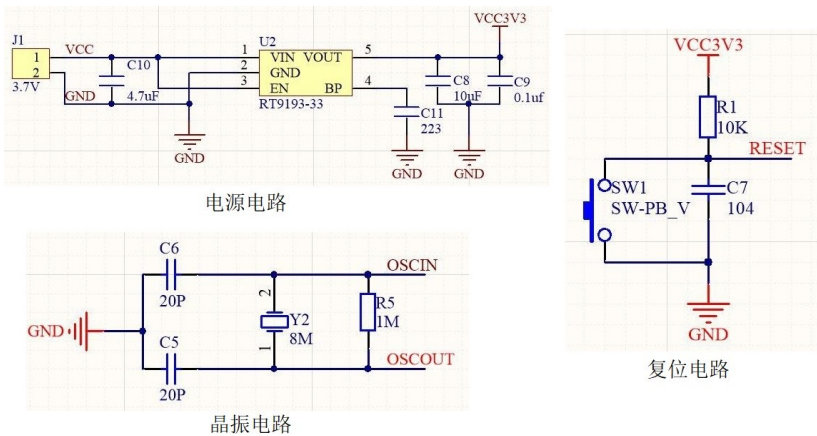 VCC3V3
J1
VCC
U2
1
2
3.7V
C10
4.7uF
GND
1
2
3
VIN VOUT
GND
EN BP
RT9193-33
5
4
C8
10uF
C9
0.1uf
C11
223
GND
GND
GND
电源电路
VCC3V3
R1
10K
RESET
SW1
SW-PB_V
C7
104
GND
复位电路
C6
20P
OSCIN
2
Y2
8M
1
R5
1M
GND
C5
20P
OSCOUT
晶振电路